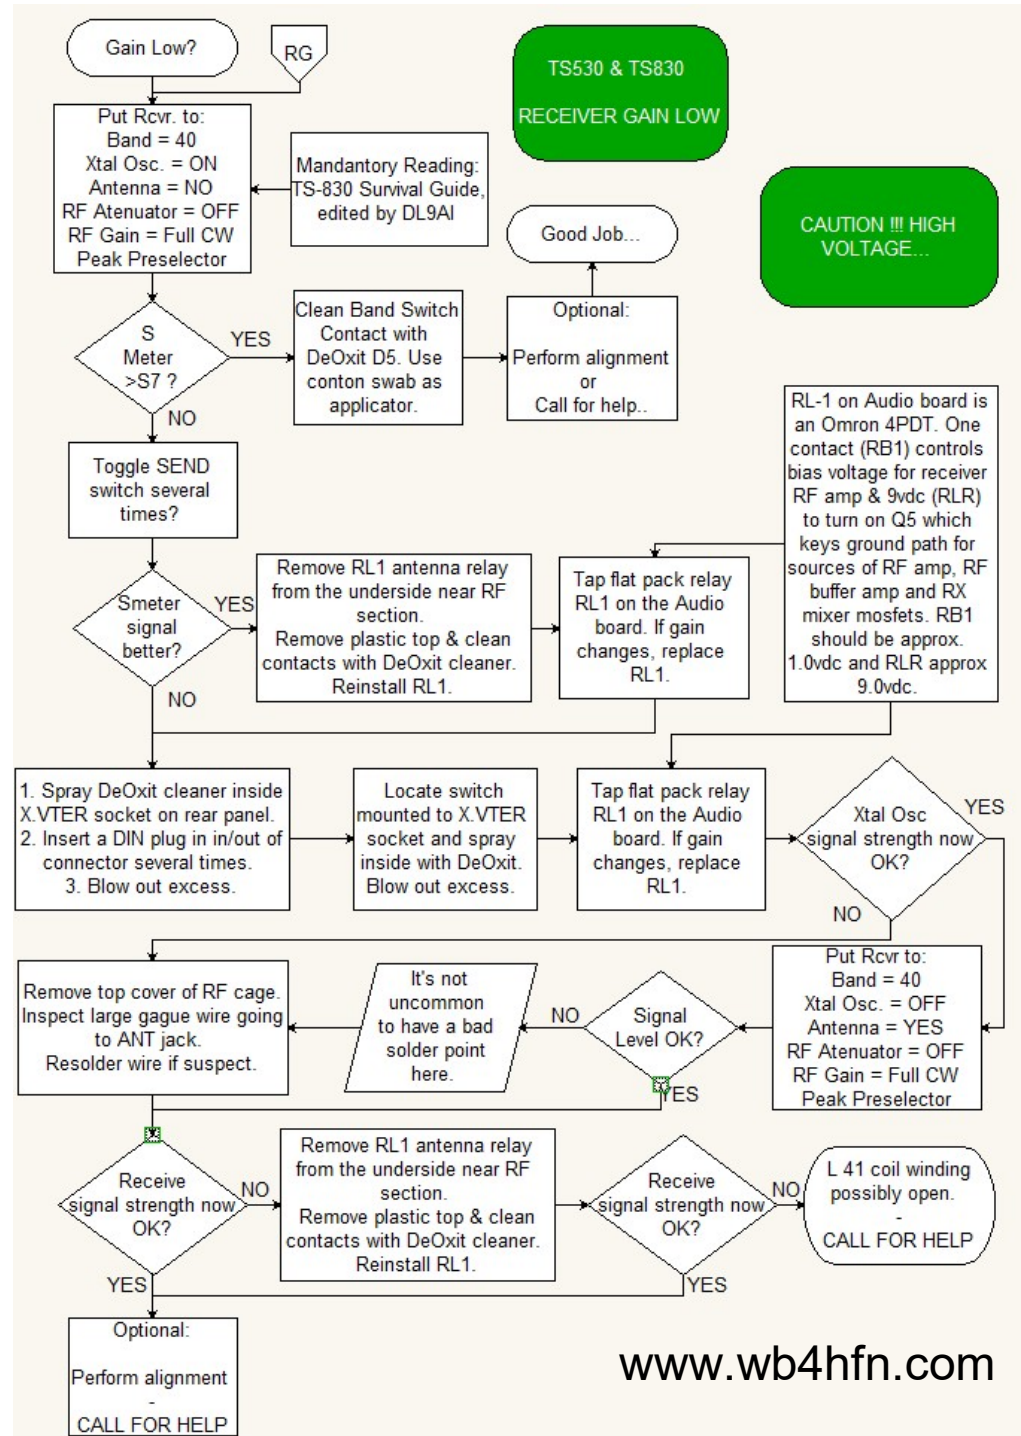 Gain Low?
RG
TS530 & TS830
RECEIVER GAIN LOW
Put Rcvr. to:
Band = 40
Xtal Osc. = ON
Antenna = NO
RF Atenuator = OFF
RF Gain = Full CW
Peak Preselector
Mandantory Reading:
TS-830 Survival Guide,
edited by DL9AI
Good Job...
CAUTION !!! HIGH
VOLTAGE...
S
Meter
>S7 ?
YES
NO
Clean Band Switch
Contact with
DeOxit D5. Use
conton swab as
applicator.
Optional:
Perform alignment
or
Call for help..
RL-1 on Audio board is
an Omron 4PDT. One
contact (RB1) controls
bias voltage for receiver
RF amp & 9vdc (RLR)
to turn on Q5 which
keys ground path for
sources of RF amp, RF
buffer amp and RX
mixer mosfets. RB1
should be approx.
1.0vdc and RLR approx
9.0vdc.
Toggle SEND
switch several
times?
Smeter
signal
better?
YES
NO
Remove RL1 antenna relay
from the underside near RF
section.
Remove plastic top & clean
contacts with DeOxit cleaner.
Reinstall RL1.
Tap flat pack relay
RL1 on the Audio
board. If gain
changes, replace
RL1.
1. Spray DeOxit cleaner inside
X.VTER socket on rear panel.
2. Insert a DIN plug in in/out of
connector several times.
3. Blow out excess.
Locate switch
mounted to X.VTER
socket and spray
inside with DeOxit.
Blow out excess.
Tap flat pack relay
RL1 on the Audio
board. If gain
changes, replace
RL1.
Xtal Osc
signal strength now
OK?
YES
NO
Put Rcvr to:
Band = 40
Xtal Osc. = OFF
Antenna = YES
RF Atenuator = OFF
RF Gain = Full CW
Peak Preselector
Signal
Level OK?
NO
YES
It's not
uncommon
to have a bad
solder point
here.
Remove top cover of RF cage.
Inspect large gague wire going
to ANT jack.
Resolder wire if suspect.
Receive
signal strength now
OK?
NO
YES
Remove RL1 antenna relay
from the underside near RF
section.
Remove plastic top & clean
contacts with DeOxit cleaner.
Reinstall RL1.
Receive
signal strength now
OK?
NO
YES
L 41 coil winding
possibly open.
-
CALL FOR HELP
Optional:
Perform alignment
-
CALL FOR HELP
www.wb4hfn.com